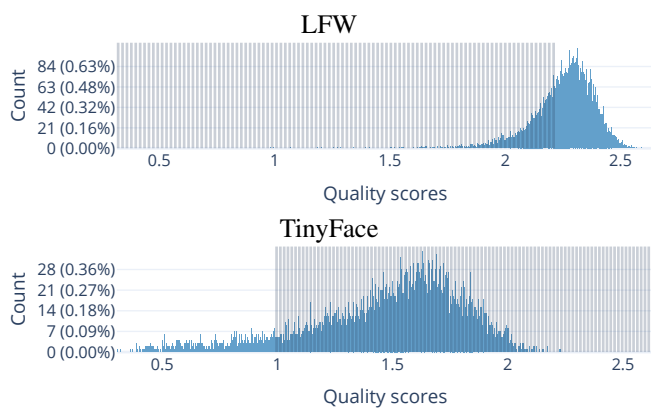 LFW
Count
84 (0.63%)
63 (0.48%)
42 (0.32%)
21 (0.16%)
0 (0.00%)
0.5 1 1.5 2 2.5
Quality scores
TinyFace
Count
28 (0.36%)
21 (0.27%)
14 (0.18%)
7 (0.09%)
0 (0.00%)
0.5 1 1.5 2 2.5
Quality scores